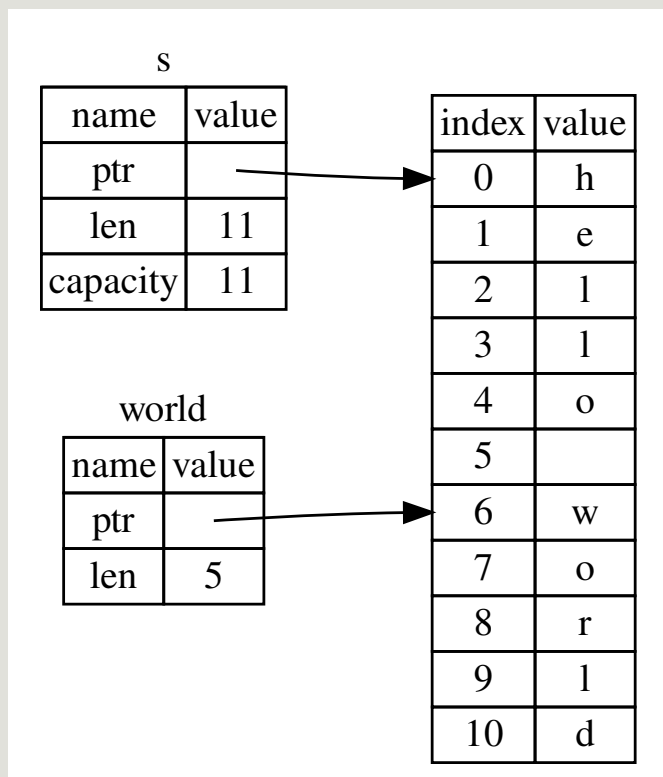 s
name value
ptr
len 11
capacity 11
world
name value
ptr
len 5
index value
0 h
1 e
2 l
3 l
4 o
5
6 w
7 o
8 r
9 l
10 d